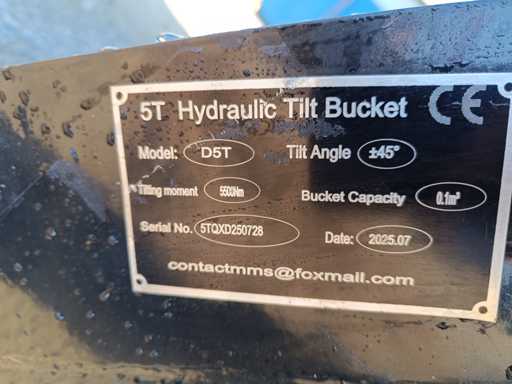 5T Hydraulic Tilt Bucket CE
Model: D5T Tilt Angle ±45°
Tilting moment 5500Nm Bucket Capacity 0.1m³
Serial No. 5TQXD250728 Date: 2025.07
contactmms@foxmail.com